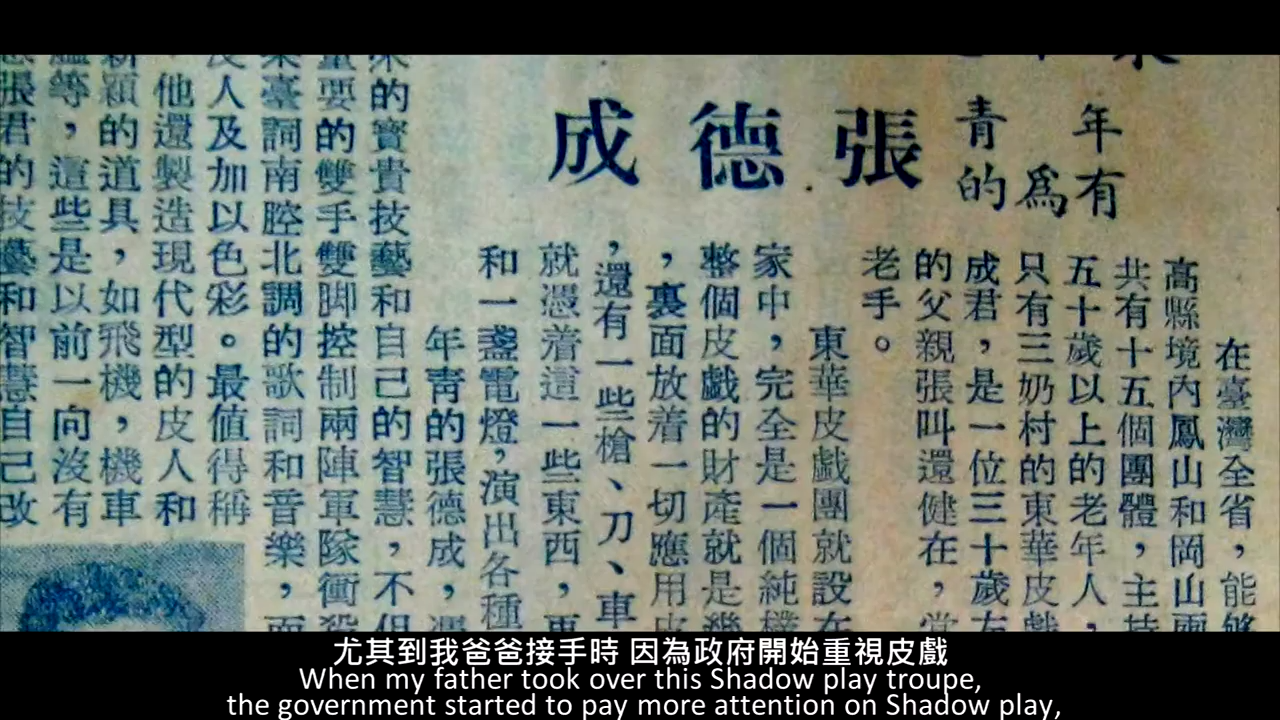 年有
為
青的
張德成
在臺灣全省，能够
高縣境內鳳山和岡山兩
共有十五個團體，主持
五十歲以上的老年人，
只有三奶村的東華皮戲
成君，是一位三十歲左
的父親張叫還健在，
老手。
東華皮戲團就設在
家中，完全是一個純樸
整個皮戲的財產就是幾
，裏面放着一切應用皮
，還有一些槍、刀、車
就憑着這一些東西，再
和一盞電燈，演出各種
年青的張德成，憑
來的寶貴技藝和自己的智慧，不但
重要的雙手雙脚控制兩陣軍隊衝殺
臺詞南腔北調的歌詞和音樂，而
人及加以色彩。最值得稱
，他還製造現代型的皮人和
新穎的道具，如飛機，機車
等，這些是以前一向沒有
張君的技藝和智慧自己改
尤其到我爸爸接手時 因為政府開始重視皮戲
When my father took over this Shadow play troupe,
the government started to pay more attention on Shadow play,